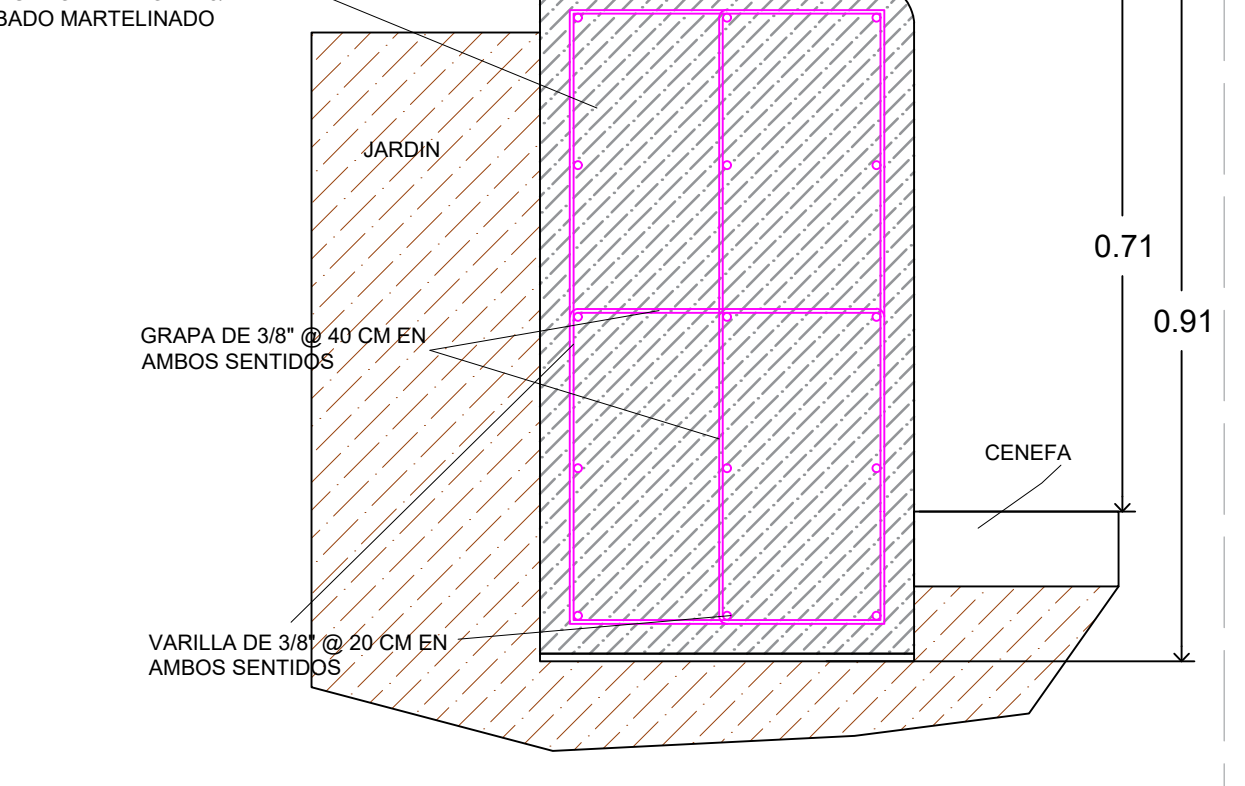 BADO MARTELINADO
JARDIN
0.71
0.91
GRAPA DE 3/8" @ 40 CM EN
AMBOS SENTIDOS
CENEFA
VARILLA DE 3/8" @ 20 CM EN
AMBOS SENTIDOS